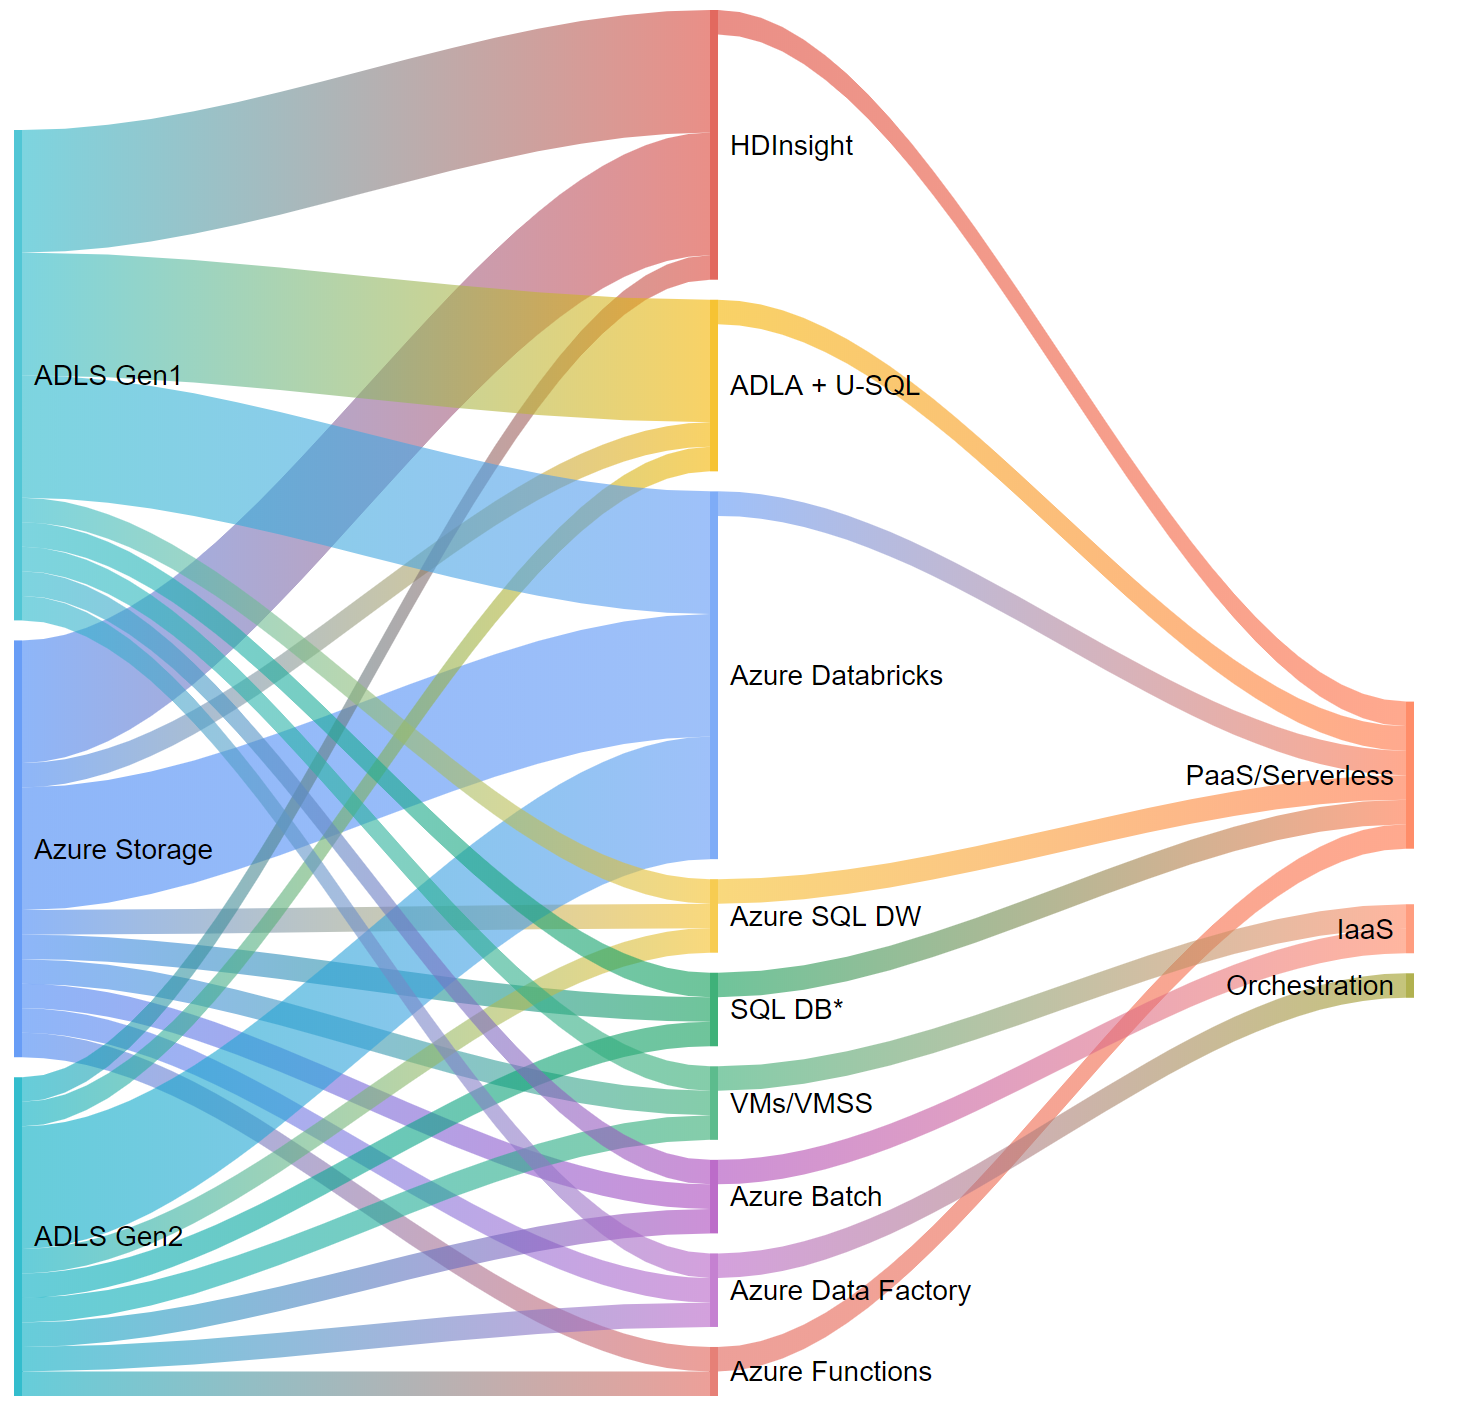 ADLS Gen1
Azure Storage
ADLS Gen2
HDInsight
ADLA + U-SQL
Azure Databricks
Azure SQL DW
SQL DB*
VMs/VMSS
Azure Batch
Azure Data Factory
Azure Functions
PaaS/Serverless
IaaS
Orchestration